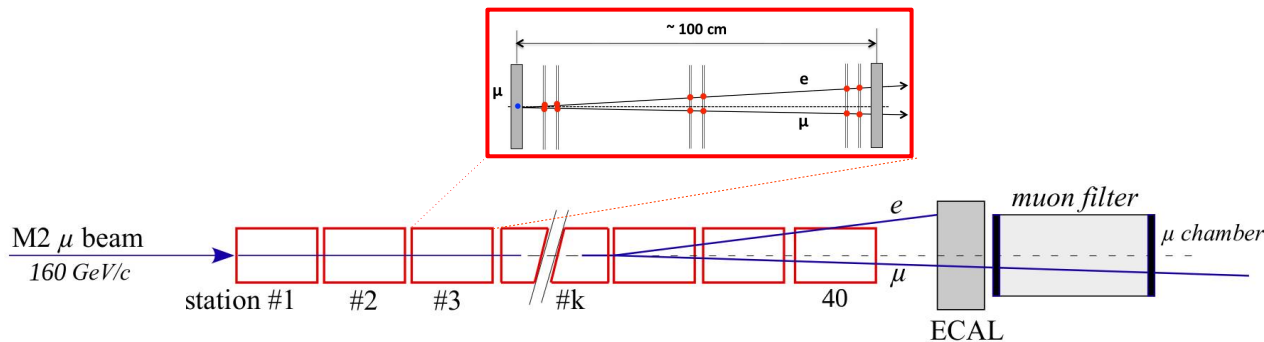 ~ 100 cm
μ
e
μ
e
muon filter
M2 μ beam
μ chamber
160 GeV/c
μ
station #1
#2
#3
#k
40
ECAL